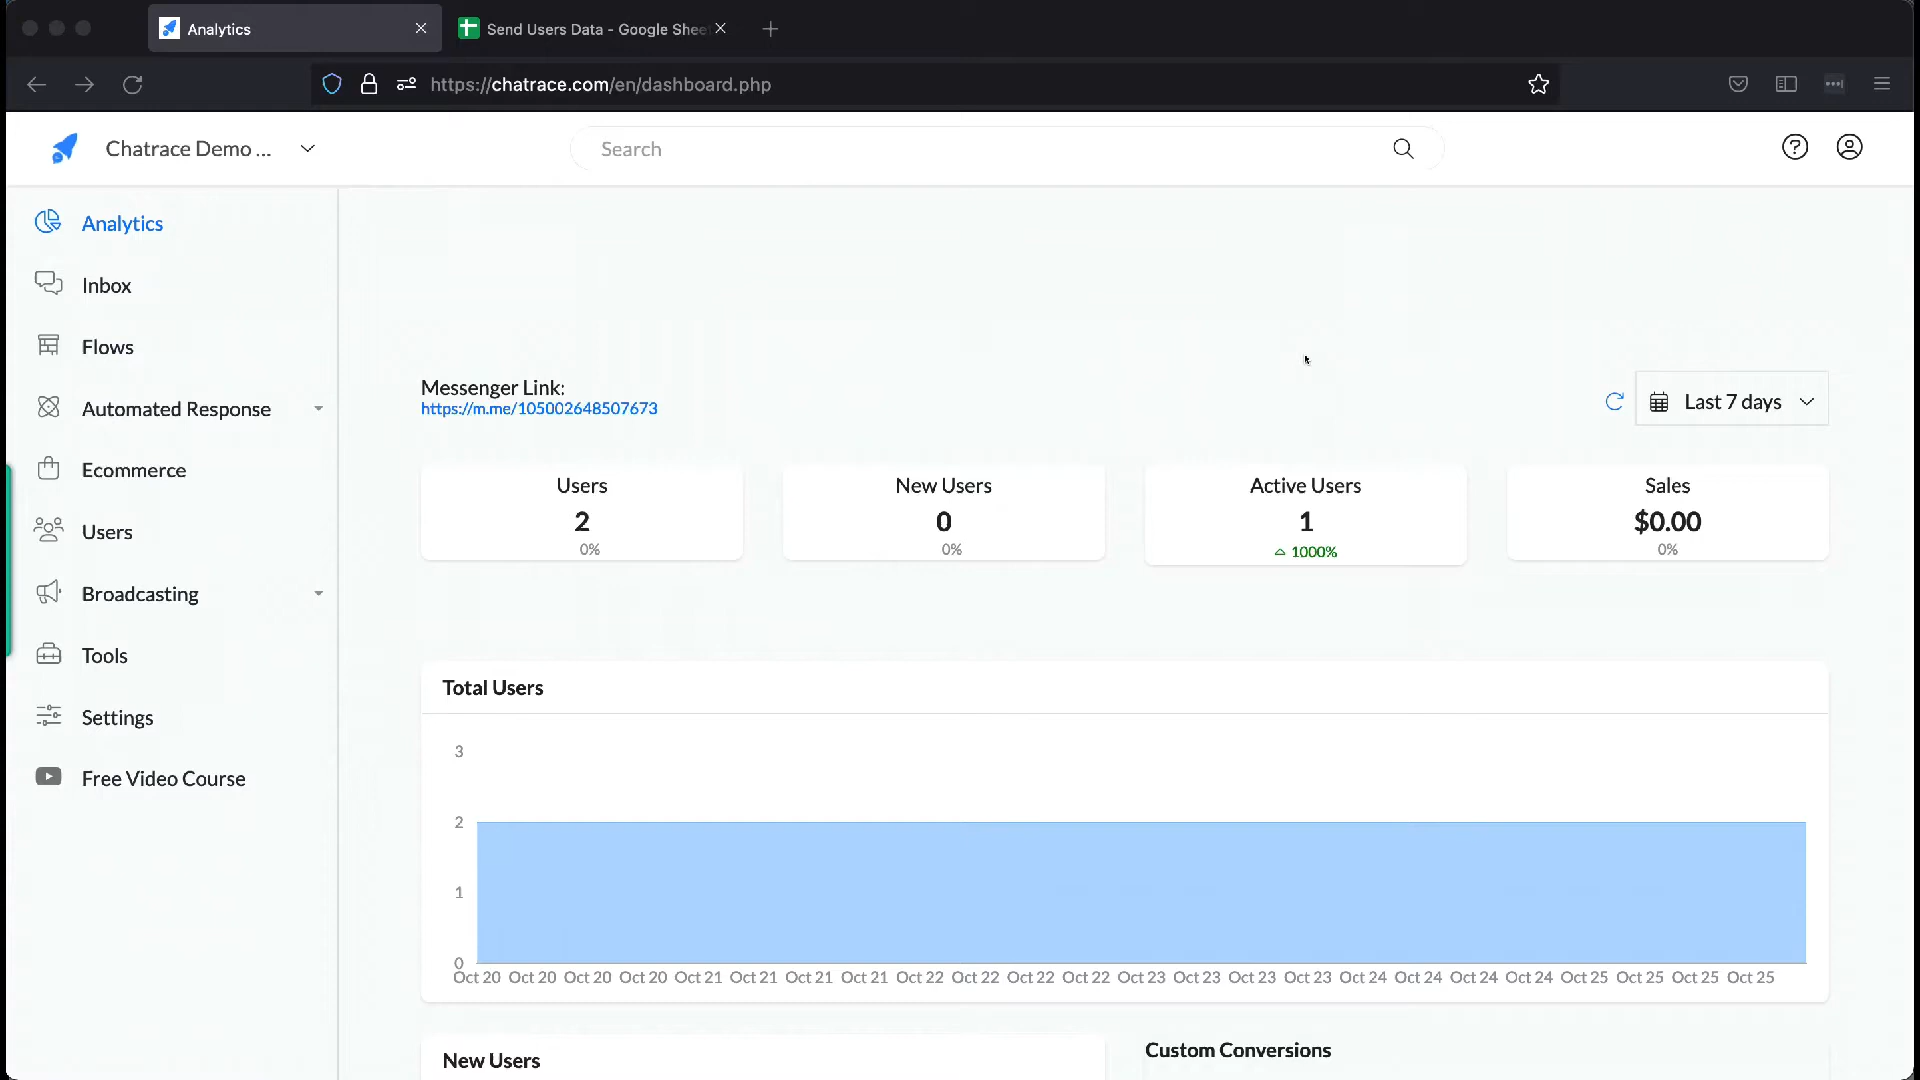 Analytics
Send Users Data - Google Shee
https://chatrace.com/en/dashboard.php
Chatrace Demo ...
Search
Analytics
Inbox
Flows
Automated Response
Ecommerce
Users
Broadcasting
Tools
Settings
Free Video Course
Messenger Link:
https://m.me/105002648507673
Last 7 days
Users
2
0%
New Users
0
0%
Active Users
1
1000%
Sales
$0.00
0%
Total Users
3
2
1
0
Oct 20 Oct 20 Oct 20 Oct 20 Oct 21 Oct 21 Oct 21 Oct 21 Oct 22 Oct 22 Oct 22 Oct 22 Oct 23 Oct 23 Oct 23 Oct 23 Oct 24 Oct 24 Oct 24 Oct 24 Oct 25 Oct 25 Oct 25 Oct 25
New Users
Custom Conversions